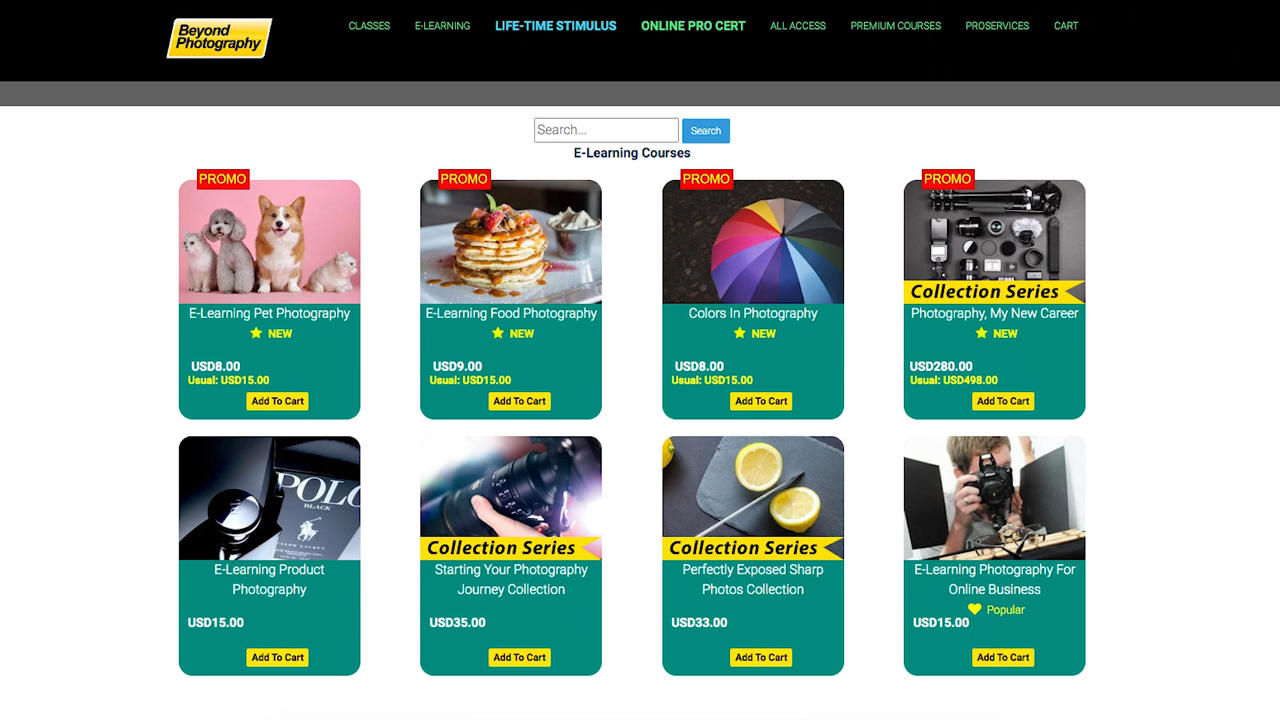 Beyond
Photography
CLASSES E-LEARNING LIFE-TIME STIMULUS ONLINE PRO CERT ALL ACCESS PREMIUM COURSES PROSERVICES CART
Search... Search
E-Learning Courses
PROMO PROMO PROMO PROMO
Collection Series
E-Learning Pet Photography E-Learning Food Photography Colors In Photography Photography, My New Career
NEW NEW NEW NEW
USD8.00 USD9.00 USD8.00 USD280.00
Usual: USD15.00 Usual: USD15.00 Usual: USD15.00 Usual: USD498.00
Add To Cart Add To Cart Add To Cart Add To Cart
POLO
BLACK
RALPH LAUREN
Collection Series Collection Series
E-Learning Product Starting Your Photography Perfectly Exposed Sharp E-Learning Photography For
Photography Journey Collection Photos Collection Online Business
Popular
USD15.00 USD35.00 USD33.00 USD15.00
Add To Cart Add To Cart Add To Cart Add To Cart